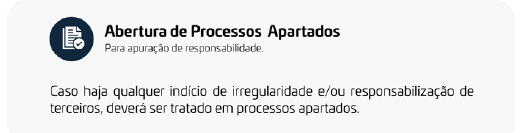 Abertura de Processos Apartados
Para apuração de responsabilidade.
Caso haja qualquer indício de irregularidade e/ou responsabilização de
terceiros, deverá ser tratado em processos apartados.